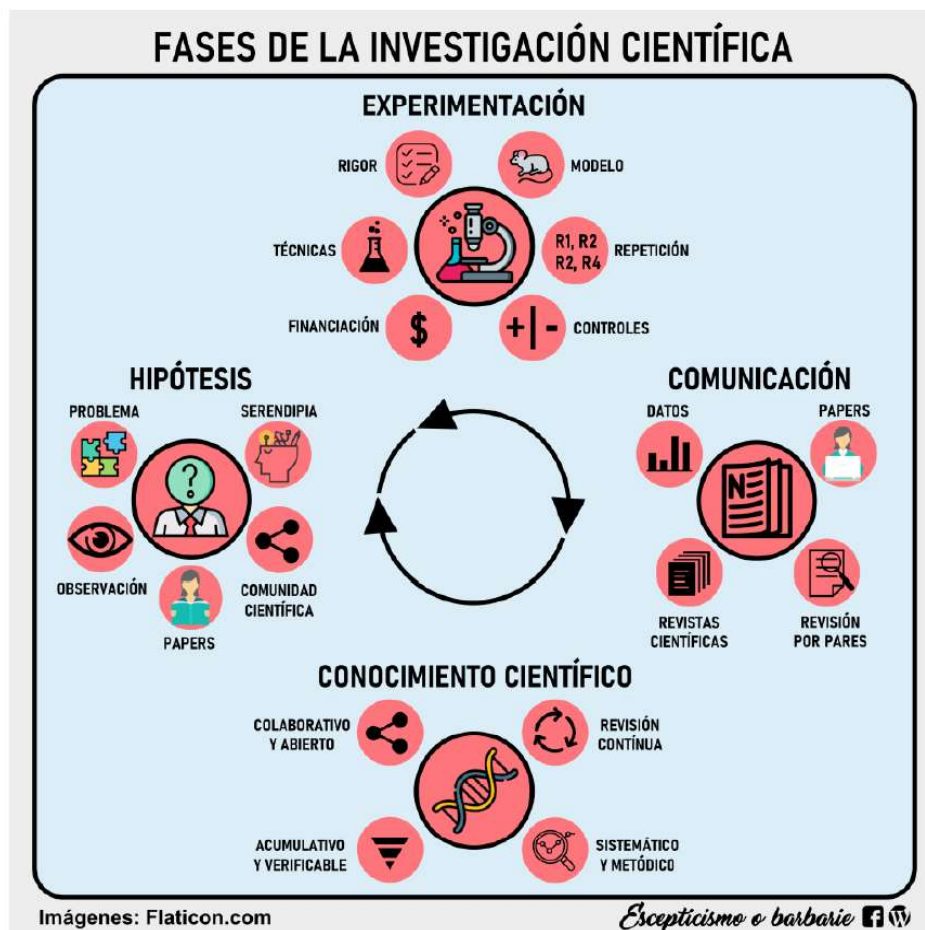 FASES DE LA INVESTIGACIÓN CIENTÍFICA
EXPERIMENTACIÓN
RIGOR
MODELO
TÉCNICAS
R1, R2
R2, R4
REPETICIÓN
FINANCIACIÓN
$
+|-
CONTROLES
HIPÓTESIS
PROBLEMA
SERENDIPIA
?
OBSERVACIÓN
COMUNIDAD
CIENTÍFICA
PAPERS
COMUNICACIÓN
DATOS
PAPERS
N
REVISTAS
CIENTÍFICAS
REVISIÓN
POR PARES
CONOCIMIENTO CIENTÍFICO
COLABORATIVO
Y ABIERTO
REVISIÓN
CONTÍNUA
ACUMULATIVO
Y VERIFICABLE
SISTEMÁTICO
Y METÓDICO
Imágenes: Flaticon.com
Escepticismo o barbarie